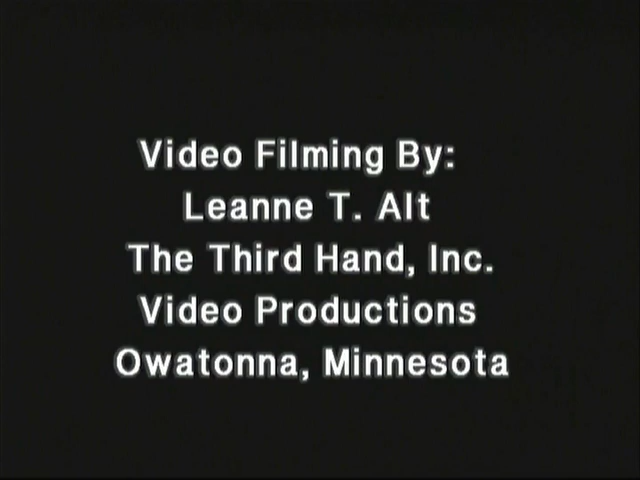 Video Filming By:
Leanne T. Alt
The Third Hand, Inc.
Video Productions
Owatonna, Minnesota